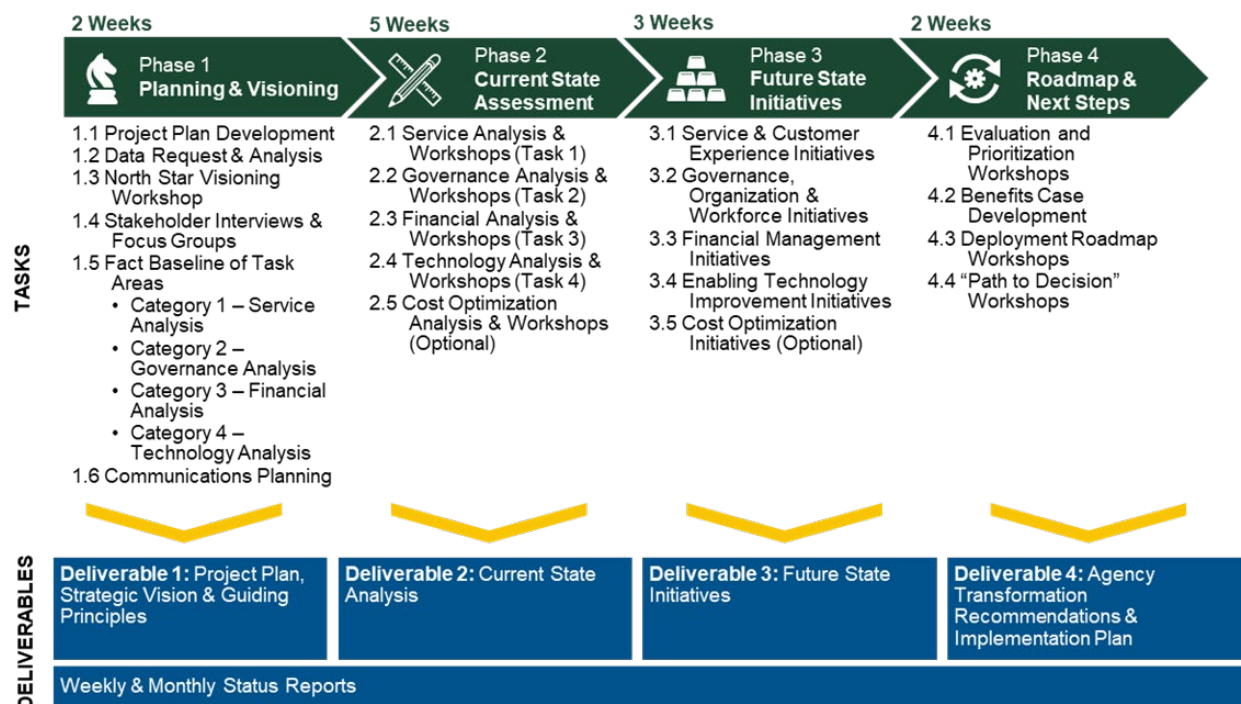 2 Weeks
Phase 1
Planning & Visioning
5 Weeks
Phase 2
Current State
Assessment
3 Weeks
Phase 3
Future State
Initiatives
2 Weeks
Phase 4
Roadmap &
Next Steps
TASKS
1.1 Project Plan Development
1.2 Data Request & Analysis
1.3 North Star Visioning
Workshop
1.4 Stakeholder Interviews &
Focus Groups
1.5 Fact Baseline of Task
Areas
• Category 1 – Service
Analysis
• Category 2 –
Governance Analysis
• Category 3 – Financial
Analysis
• Category 4 –
Technology Analysis
1.6 Communications Planning
2.1 Service Analysis &
Workshops (Task 1)
2.2 Governance Analysis &
Workshops (Task 2)
2.3 Financial Analysis &
Workshops (Task 3)
2.4 Technology Analysis &
Workshops (Task 4)
2.5 Cost Optimization
Analysis & Workshops
(Optional)
3.1 Service & Customer
Experience Initiatives
3.2 Governance,
Organization &
Workforce Initiatives
3.3 Financial Management
Initiatives
3.4 Enabling Technology
Improvement Initiatives
3.5 Cost Optimization
Initiatives (Optional)
4.1 Evaluation and
Prioritization
Workshops
4.2 Benefits Case
Development
4.3 Deployment Roadmap
Workshops
4.4 “Path to Decision”
Workshops
DELIVERABLES
Deliverable 1: Project Plan,
Strategic Vision & Guiding
Principles
Deliverable 2: Current State
Analysis
Deliverable 3: Future State
Initiatives
Deliverable 4: Agency
Transformation
Recommendations &
Implementation Plan
Weekly & Monthly Status Reports